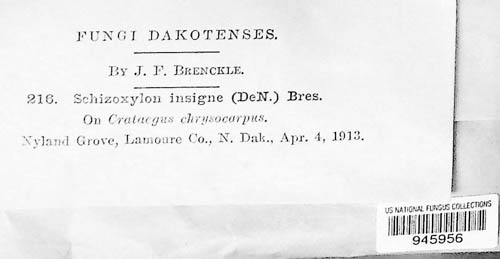 FUNGI DAKOTENSES.
BY J. F. BRENCKLE.
216. Schizoxylon insigne (DeN.) Bres.
On Crataegus chrysocarpus.
Nyland Grove, Lamoure Co., N. Dak., Apr. 4, 1913.
US NATIONAL FUNGUS COLLECTIONS
945956